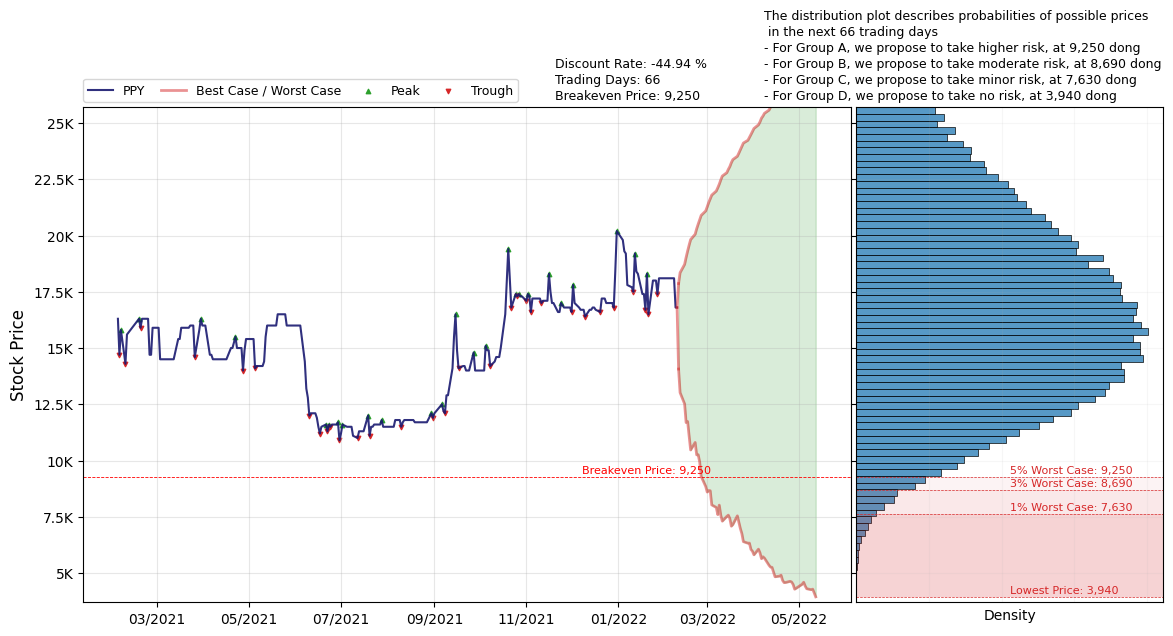 The distribution plot describes probabilities of possible prices
in the next 66 trading days
- For Group A, we propose to take higher risk, at 9,250 dong
- For Group B, we propose to take moderate risk, at 8,690 dong
- For Group C, we propose to take minor risk, at 7,630 dong
- For Group D, we propose to take no risk, at 3,940 dong
Discount Rate: -44.94 %
Trading Days: 66
Breakeven Price: 9,250
PPY
Best Case / Worst Case
Peak
Trough
Stock Price
25K
22.5K
20K
17.5K
15K
12.5K
10K
7.5K
5K
Breakeven Price: 9,250
5% Worst Case: 9,250
3% Worst Case: 8,690
1% Worst Case: 7,630
Lowest Price: 3,940
03/2021
05/2021
07/2021
09/2021
11/2021
01/2022
03/2022
05/2022
Density